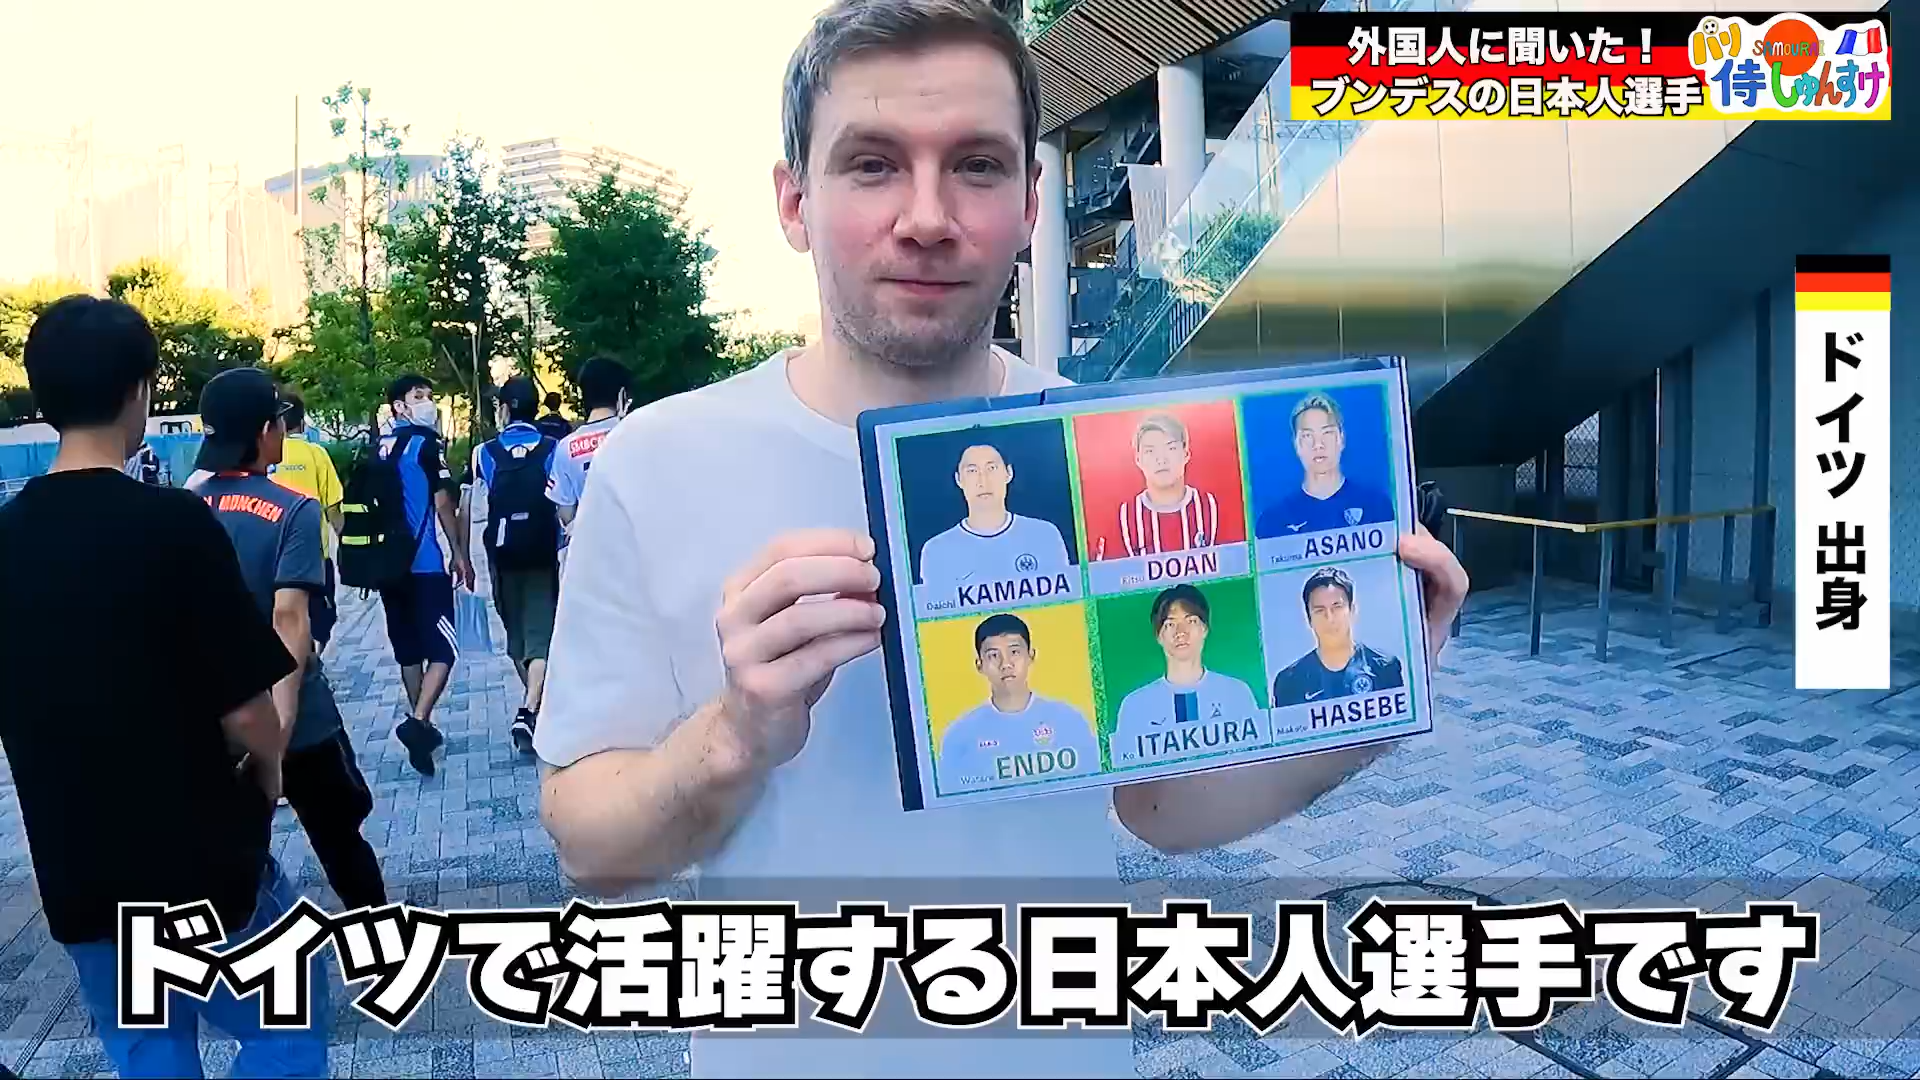 外国人に聞いた！
ブンデスの日本人選手
パリ
SAMOURAI
侍しゅんすけ
ドイツ 出身
MÜNCHEN
Daichi KAMADA
Ritsu DOAN
Takuma ASANO
Wataru ENDO
Ko ITAKURA
Makoto HASEBE
ドイツで活躍する日本人選手です